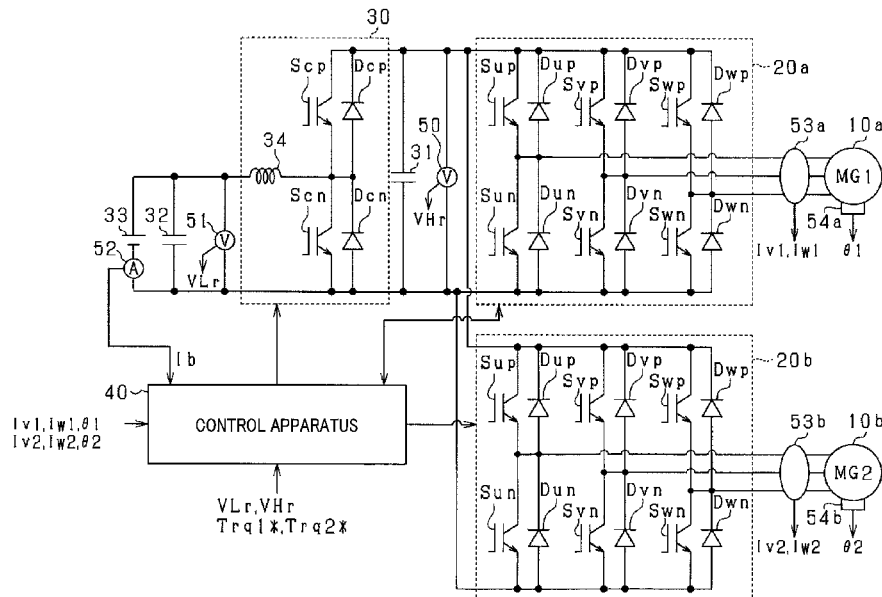 30
20a
Scp
Dcp
Sup
Dup
Svp
Dvp
Swp
Dwp
34
31
50
V
VHr
53a
10a
MG1
33
32
51
V
52
A
VLr
Scn
Dcn
Sun
Dun
Svn
Dvn
Swn
Dwn
54a
Iv1,Iw1
θ1
Ib
40
CONTROL APPARATUS
Iv1,Iw1,θ1
Iv2,Iw2,θ2
VLr,VHr
Trq1*,Trq2*
20b
Sup
Dup
Svp
Dvp
Swp
Dwp
53b
10b
MG2
Sun
Dun
Svn
Dvn
Swn
Dwn
54b
Iv2,Iw2
θ2